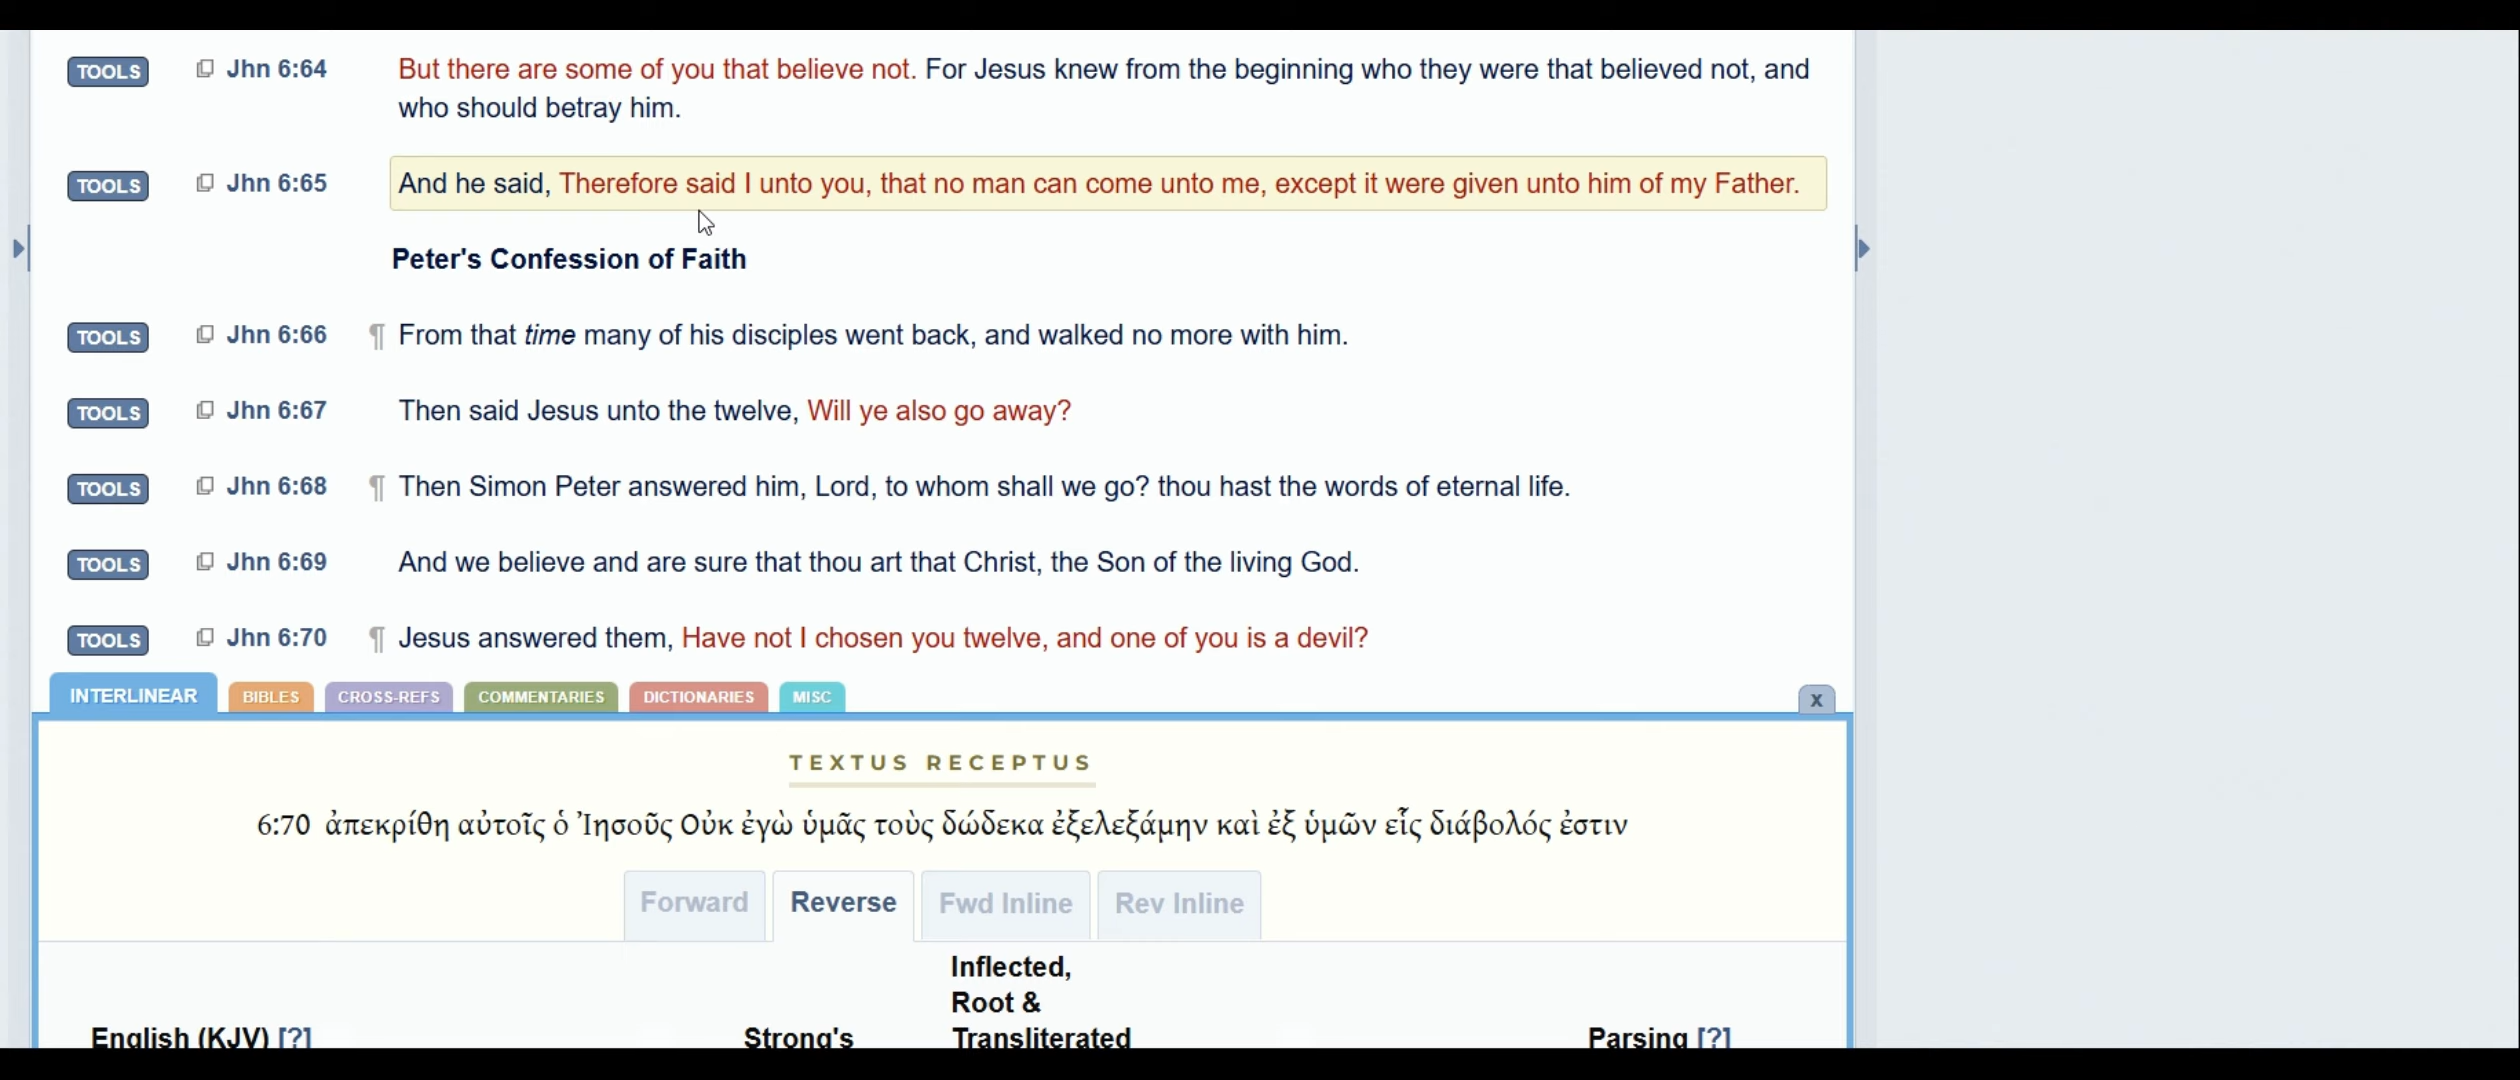 TOOLS Jhn 6:64 But there are some of you that believe not. For Jesus knew from the beginning who they were that believed not, and
who should betray him.
TOOLS Jhn 6:65 And he said, Therefore said I unto you, that no man can come unto me, except it were given unto him of my Father.
Peter's Confession of Faith
TOOLS Jhn 6:66 ¶ From that time many of his disciples went back, and walked no more with him.
TOOLS Jhn 6:67 Then said Jesus unto the twelve, Will ye also go away?
TOOLS Jhn 6:68 ¶ Then Simon Peter answered him, Lord, to whom shall we go? thou hast the words of eternal life.
TOOLS Jhn 6:69 And we believe and are sure that thou art that Christ, the Son of the living God.
TOOLS Jhn 6:70 ¶ Jesus answered them, Have not I chosen you twelve, and one of you is a devil?
INTERLINEAR BIBLES CROSS-REFS COMMENTARIES DICTIONARIES MISC x
TEXTUS RECEPTUS
6:70 ἀπεκρίθη αὐτοῖς ὁ Ἰησοῦς Οὐκ ἐγὼ ὑμᾶς τοὺς δώδεκα ἐξελεξάμην καὶ ἐξ ὑμῶν εἷς διάβολός ἐστιν
Forward Reverse Fwd Inline Rev Inline
Inflected,
Root &
English (KJV) [?] Strong's Transliterated Parsing [?]